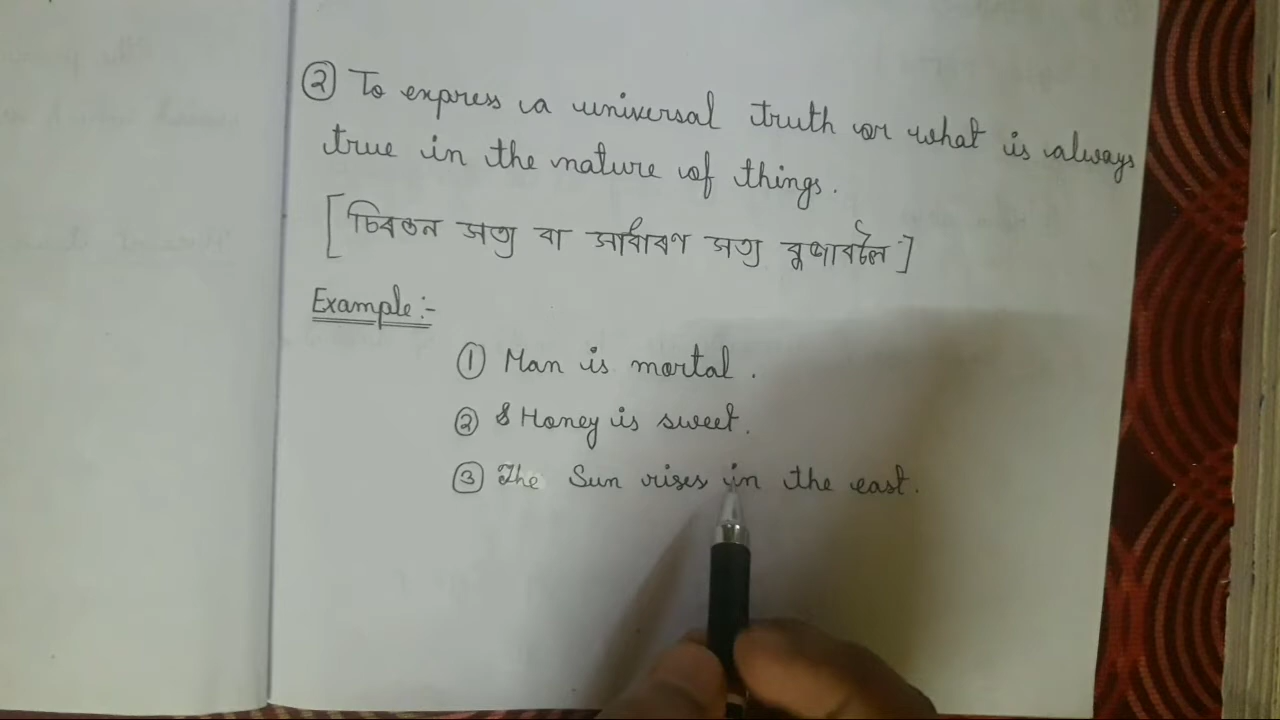 ② To express a universal truth or what is always
true in the nature of things.
[চিৰন্তন সত্য বা সাধাৰণ সত্য বুজাবলৈ]
Example:-
① Man is mortal.
② Honey is sweet.
③ The Sun rises in the east.